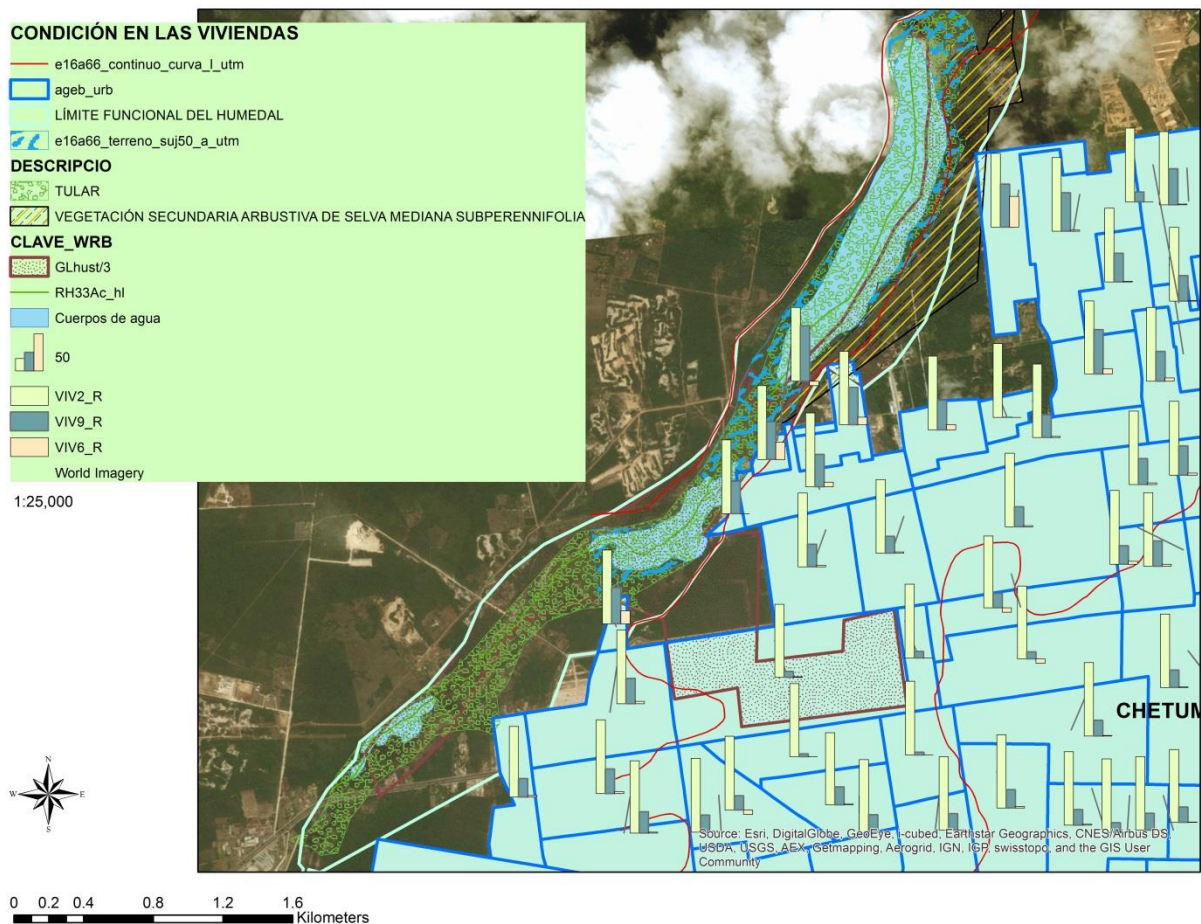 CONDICIÓN EN LAS VIVIENDAS
e16a66_continuo_curva_l_utm
ageb_urb
LÍMITE FUNCIONAL DEL HUMEDAL
e16a66_terreno_suj50_a_utm
DESCRIPCIO
TULAR
VEGETACIÓN SECUNDARIA ARBUSTIVA DE SELVA MEDIANA SUBPERENNIFOLIA
CLAVE_WRB
GLhust/3
RH33Ac_hl
Cuerpos de agua
50
VIV2_R
VIV9_R
VIV6_R
World Imagery
1:25,000
CHETUM
N
W E
S
Source: Esri, DigitalGlobe, GeoEye, i-cubed, Earthstar Geographics, CNES/Airbus DS,
USDA, USGS, AEX, Getmapping, Aerogrid, IGN, IGP, swisstopo, and the GIS User
Community
0 0.2 0.4 0.8 1.2 1.6
Kilometers